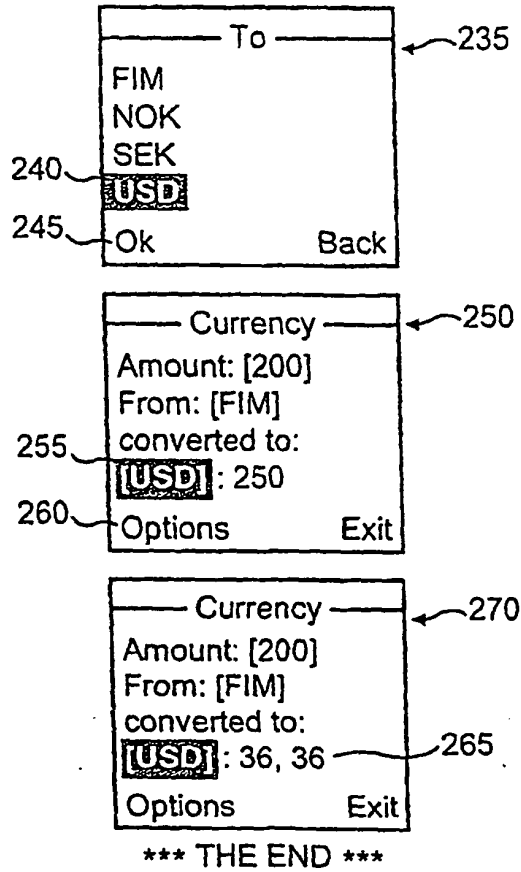 To
235
FIM
NOK
SEK
240
USD
245
Ok Back
Currency
250
Amount: [200]
From: [FIM]
converted to:
255
[USD] : 250
260
Options Exit
Currency
270
Amount: [200]
From: [FIM]
converted to:
[USD] : 36, 36
265
Options Exit
*** THE END ***